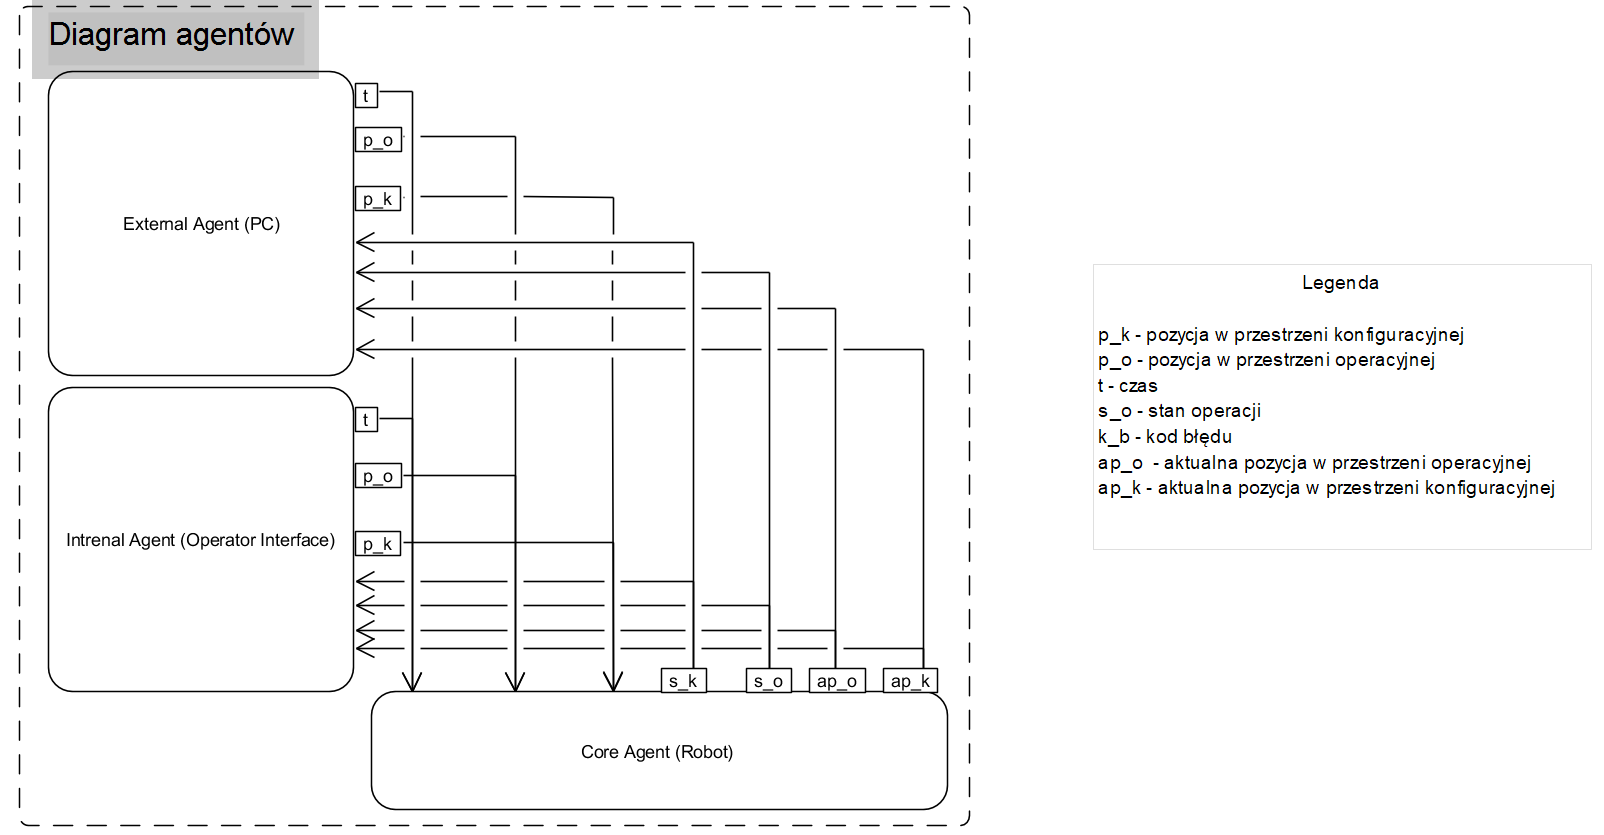 Diagram agentów
t
p_o
p_k
External Agent (PC)
t
p_o
p_k
Intrenal Agent (Operator Interface)
s_k
s_o
ap_o
ap_k
Core Agent (Robot)
Legenda
p_k - pozycja w przestrzeni konfiguracyjnej
p_o - pozycja w przestrzeni operacyjnej
t - czas
s_o - stan operacji
k_b - kod błędu
ap_o - aktualna pozycja w przestrzeni operacyjnej
ap_k - aktualna pozycja w przestrzeni konfiguracyjnej